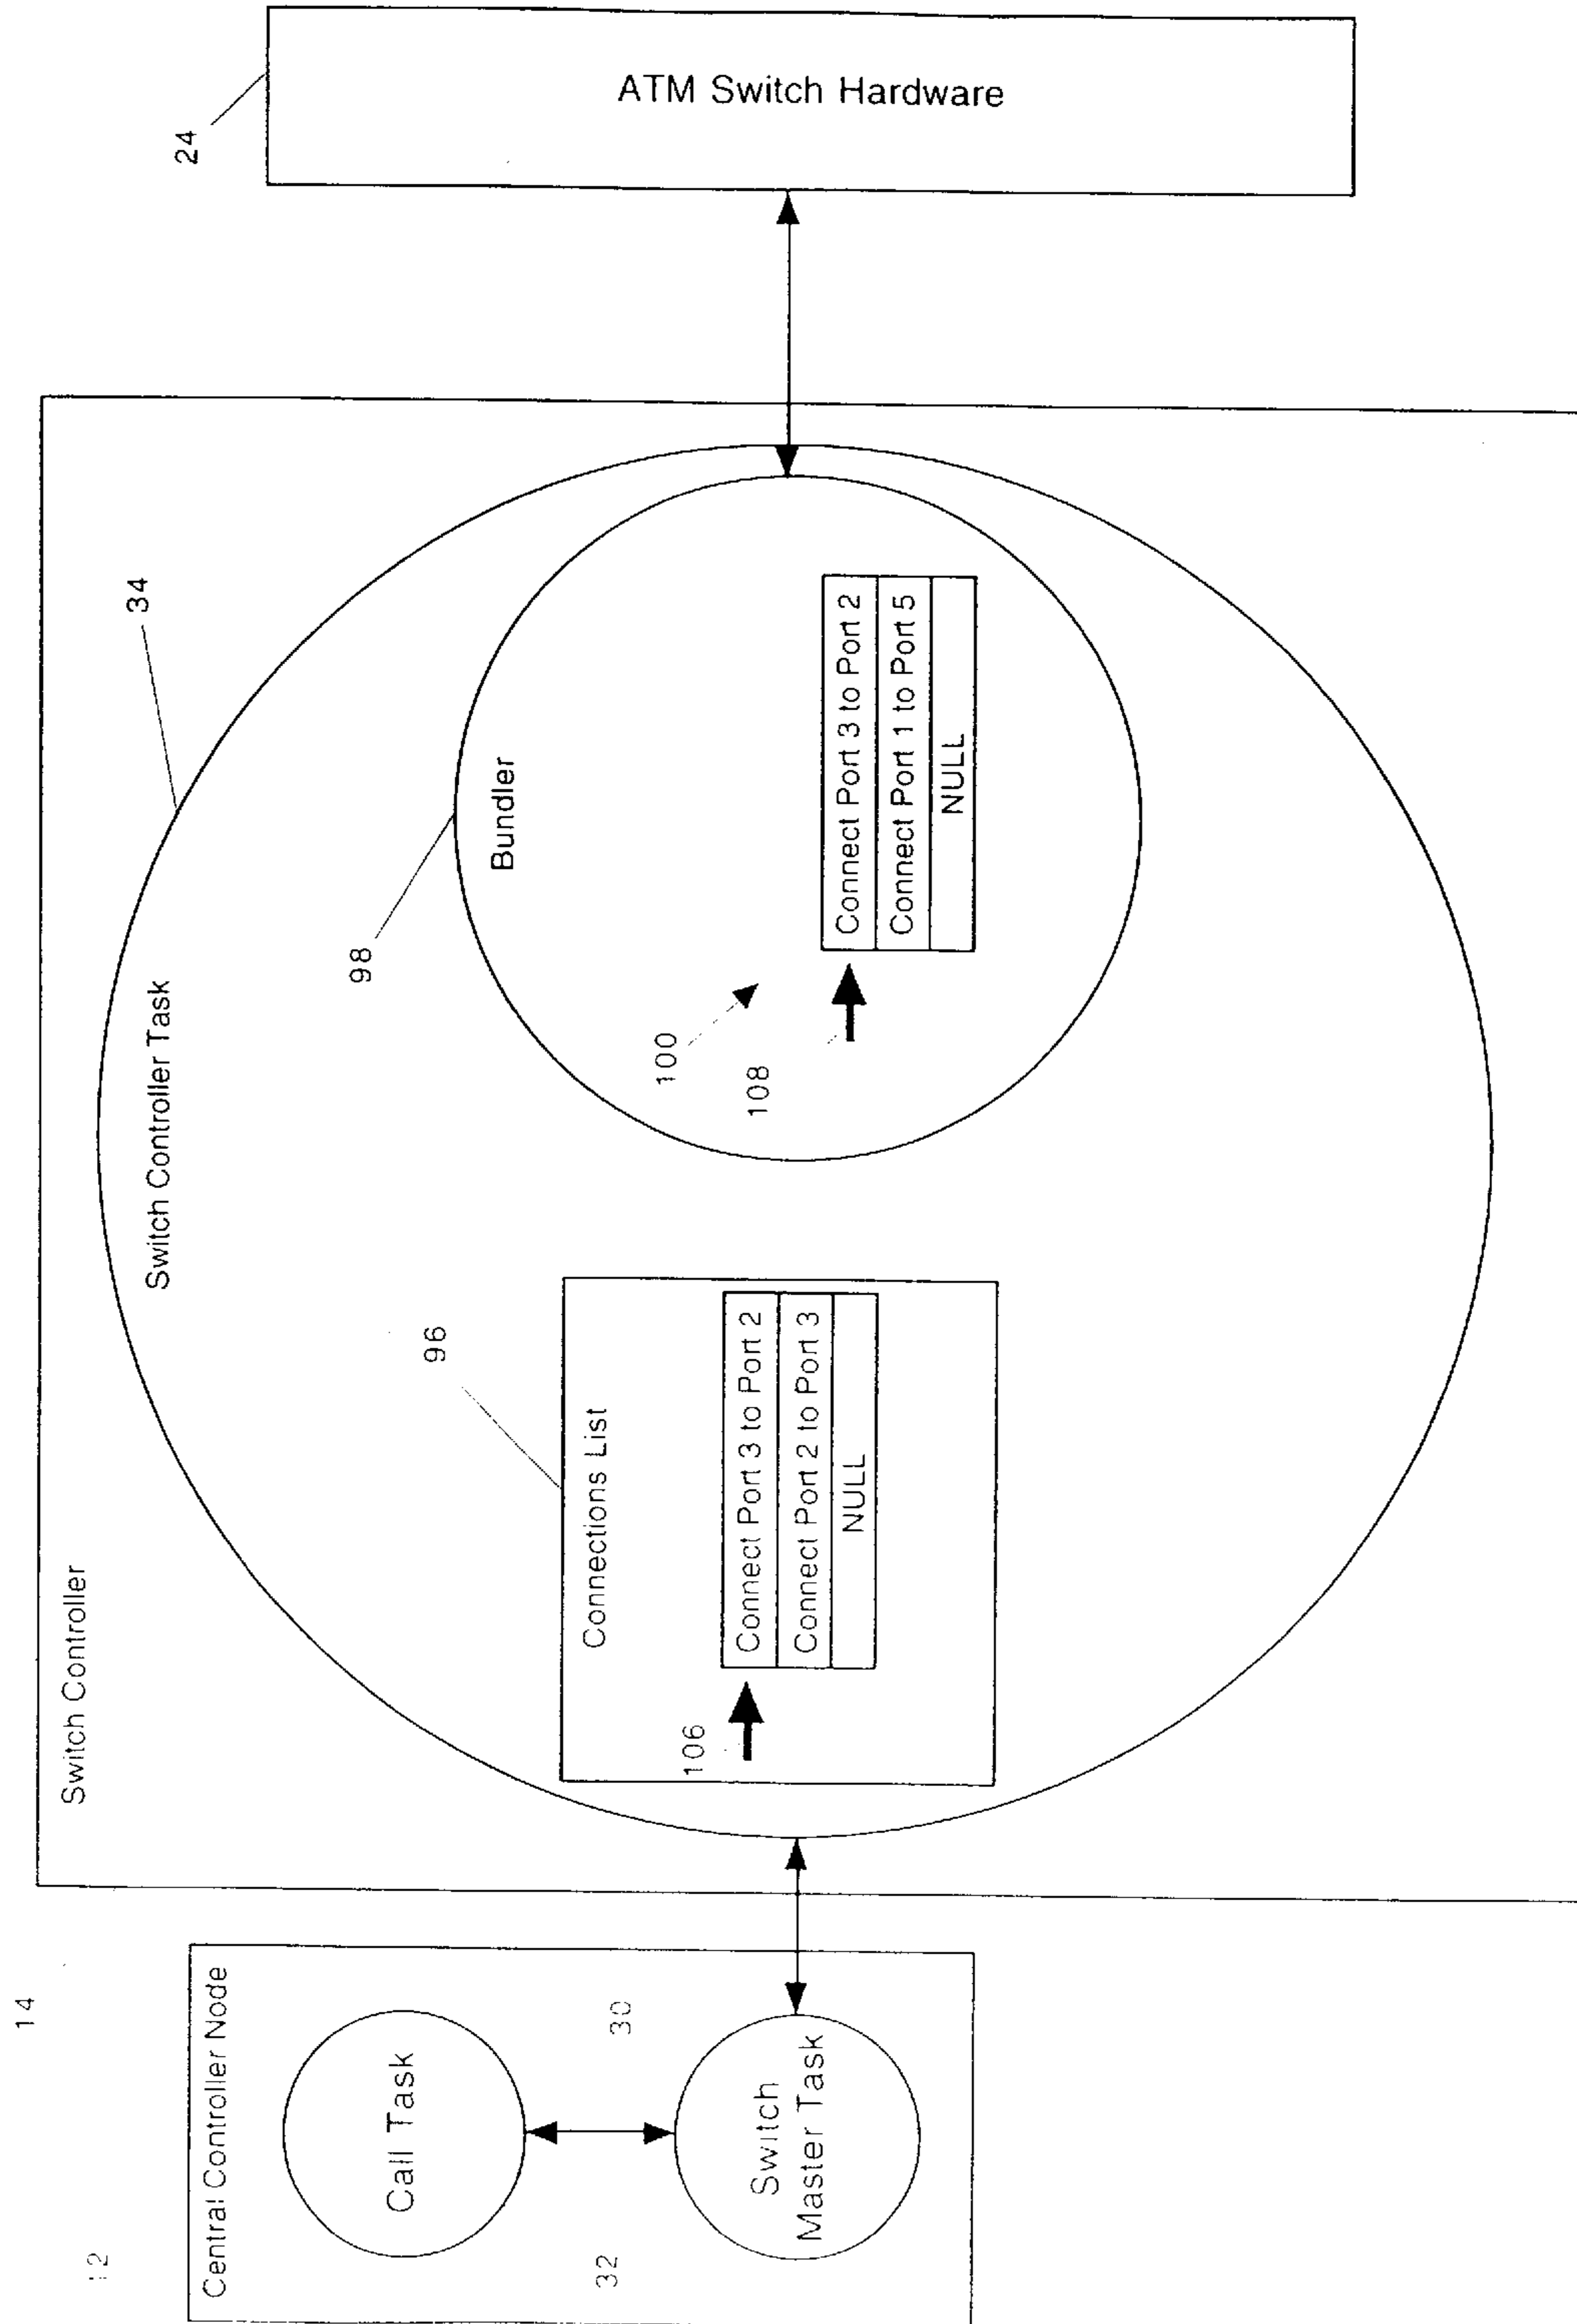 14
12
Central Controller Node
Call Task
32
30
Switch
Master Task
Switch Controller
Switch Controller Task
34
96
Connections List
106
Connect Port 3 to Port 2
Connect Port 2 to Port 3
NULL
98
Bundler
100
108
Connect Port 3 to Port 2
Connect Port 1 to Port 5
NULL
24
ATM Switch Hardware